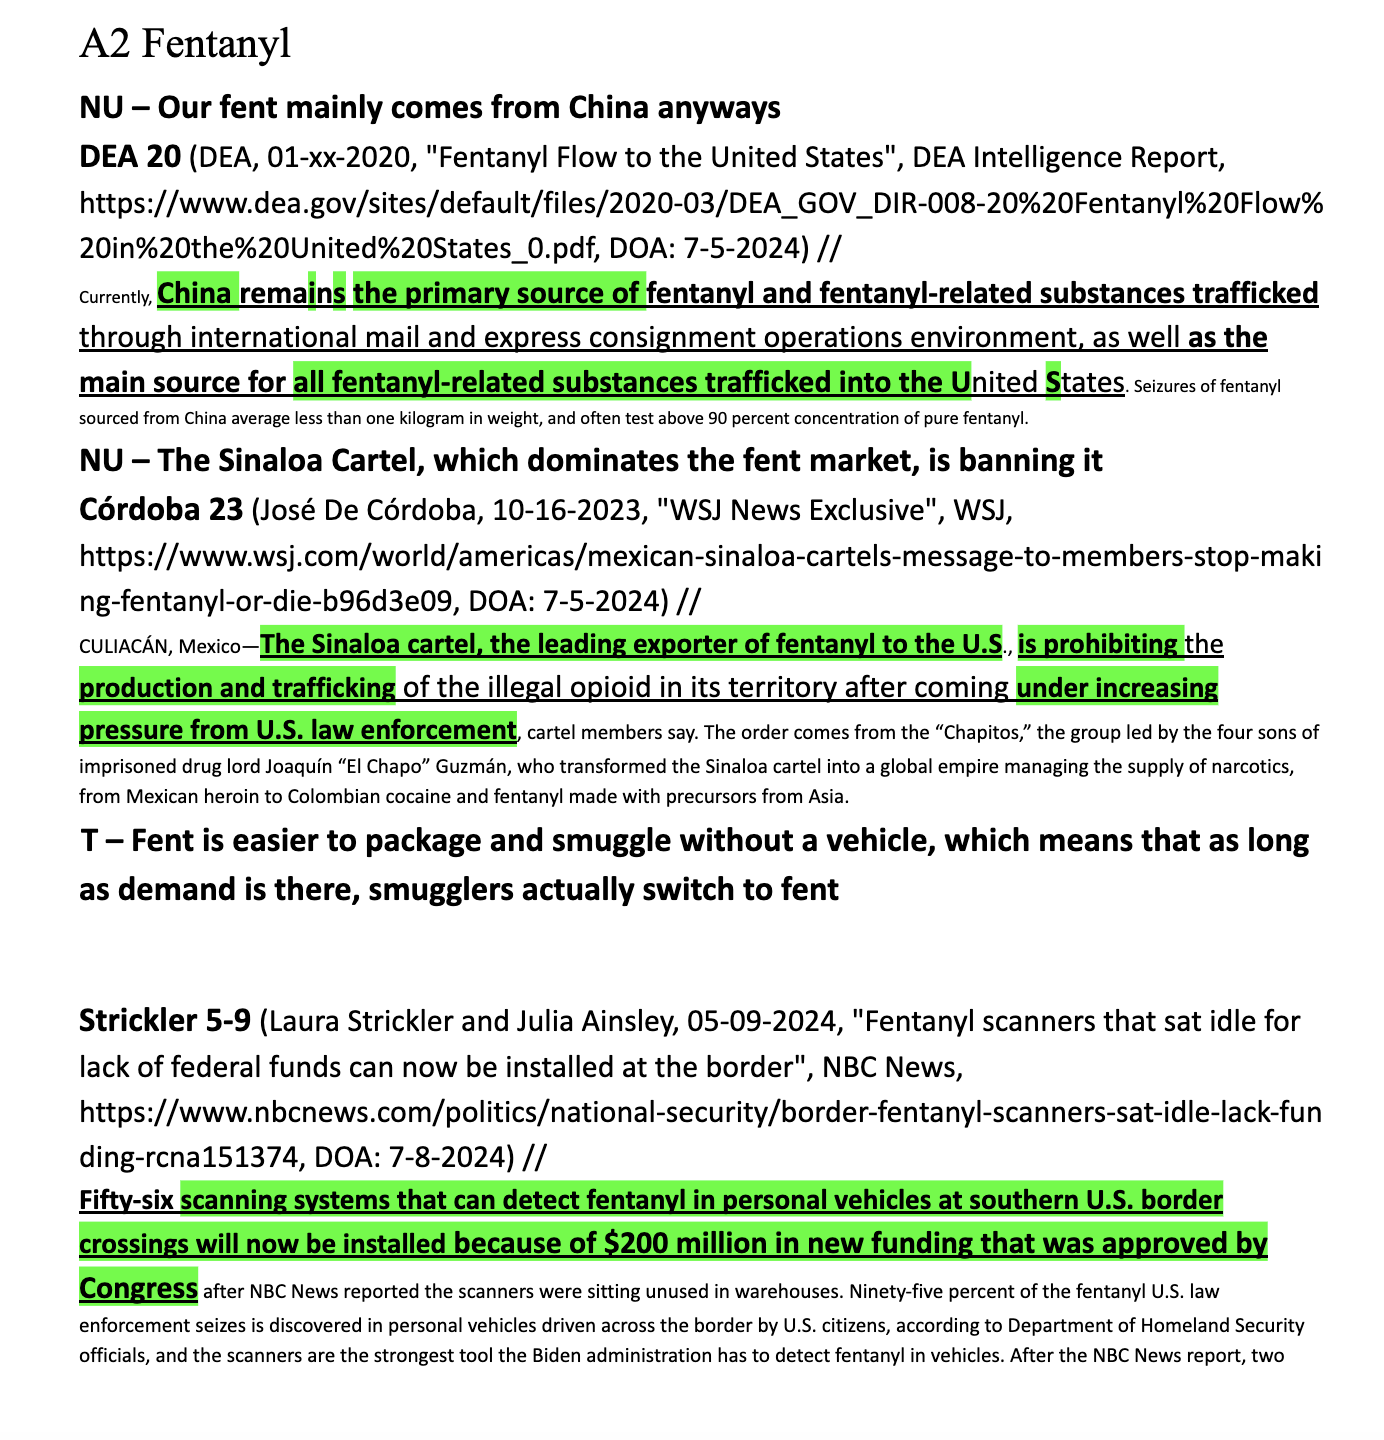 A2 Fentanyl
NU – Our fent mainly comes from China anyways
DEA 20 (DEA, 01-xx-2020, "Fentanyl Flow to the United States", DEA Intelligence Report,
https://www.dea.gov/sites/default/files/2020-03/DEA_GOV_DIR-008-20%20Fentanyl%20Flow%
20in%20the%20United%20States_0.pdf, DOA: 7-5-2024) //
Currently, China remains the primary source of fentanyl and fentanyl-related substances trafficked
through international mail and express consignment operations environment, as well as the
main source for all fentanyl-related substances trafficked into the United States. Seizures of fentanyl
sourced from China average less than one kilogram in weight, and often test above 90 percent concentration of pure fentanyl.
NU – The Sinaloa Cartel, which dominates the fent market, is banning it
Córdoba 23 (José De Córdoba, 10-16-2023, "WSJ News Exclusive", WSJ,
https://www.wsj.com/world/americas/mexican-sinaloa-cartels-message-to-members-stop-maki
ng-fentanyl-or-die-b96d3e09, DOA: 7-5-2024) //
CULIACÁN, Mexico—The Sinaloa cartel, the leading exporter of fentanyl to the U.S., is prohibiting the
production and trafficking of the illegal opioid in its territory after coming under increasing
pressure from U.S. law enforcement, cartel members say. The order comes from the “Chapitos,” the group led by the four sons of
imprisoned drug lord Joaquín “El Chapo” Guzmán, who transformed the Sinaloa cartel into a global empire managing the supply of narcotics,
from Mexican heroin to Colombian cocaine and fentanyl made with precursors from Asia.
T – Fent is easier to package and smuggle without a vehicle, which means that as long
as demand is there, smugglers actually switch to fent
Strickler 5-9 (Laura Strickler and Julia Ainsley, 05-09-2024, "Fentanyl scanners that sat idle for
lack of federal funds can now be installed at the border", NBC News,
https://www.nbcnews.com/politics/national-security/border-fentanyl-scanners-sat-idle-lack-fun
ding-rcna151374, DOA: 7-8-2024) //
Fifty-six scanning systems that can detect fentanyl in personal vehicles at southern U.S. border
crossings will now be installed because of $200 million in new funding that was approved by
Congress after NBC News reported the scanners were sitting unused in warehouses. Ninety-five percent of the fentanyl U.S. law
enforcement seizes is discovered in personal vehicles driven across the border by U.S. citizens, according to Department of Homeland Security
officials, and the scanners are the strongest tool the Biden administration has to detect fentanyl in vehicles. After the NBC News report, two